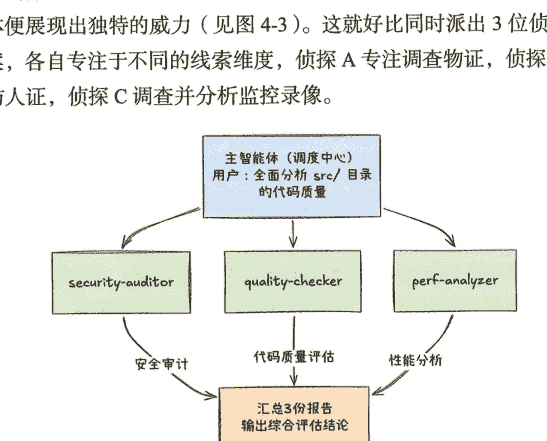 便展现出独特的威力（见图 4-3）。这就好比同时派出 3 位侦
，各自专注于不同的线索维度，侦探 A 专注调查物证，侦探
人证，侦探 C 调查并分析监控录像。
主智能体（调度中心）
用户：全面分析 src/ 目录
的代码质量
security-auditor
quality-checker
perf-analyzer
安全审计
代码质量评估
性能分析
汇总3份报告
输出综合评估结论